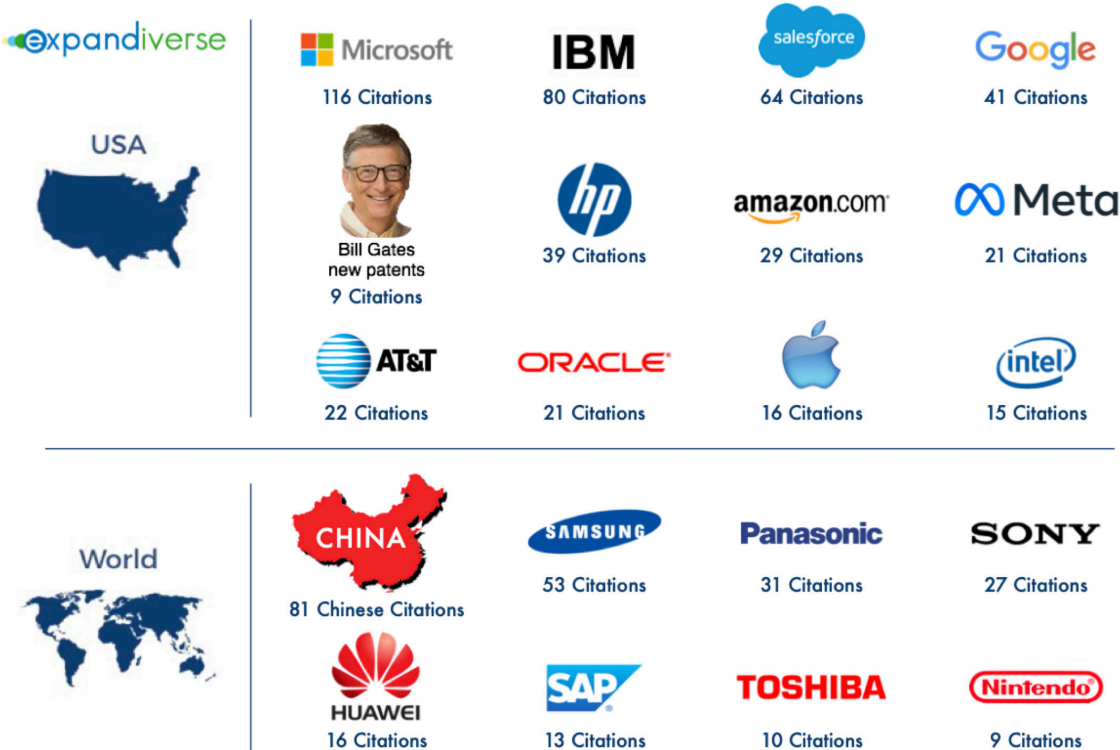 expandiverse
Microsoft
IBM
salesforce
Google
116 Citations
80 Citations
64 Citations
41 Citations
USA
hp
amazon.com
Meta
Bill Gates
new patents
9 Citations
39 Citations
29 Citations
21 Citations
AT&T
ORACLE®
intel
22 Citations
21 Citations
16 Citations
15 Citations
World
CHINA
SAMSUNG
Panasonic
SONY
81 Chinese Citations
53 Citations
31 Citations
27 Citations
HUAWEI
SAP®
TOSHIBA
Nintendo®
16 Citations
13 Citations
10 Citations
9 Citations